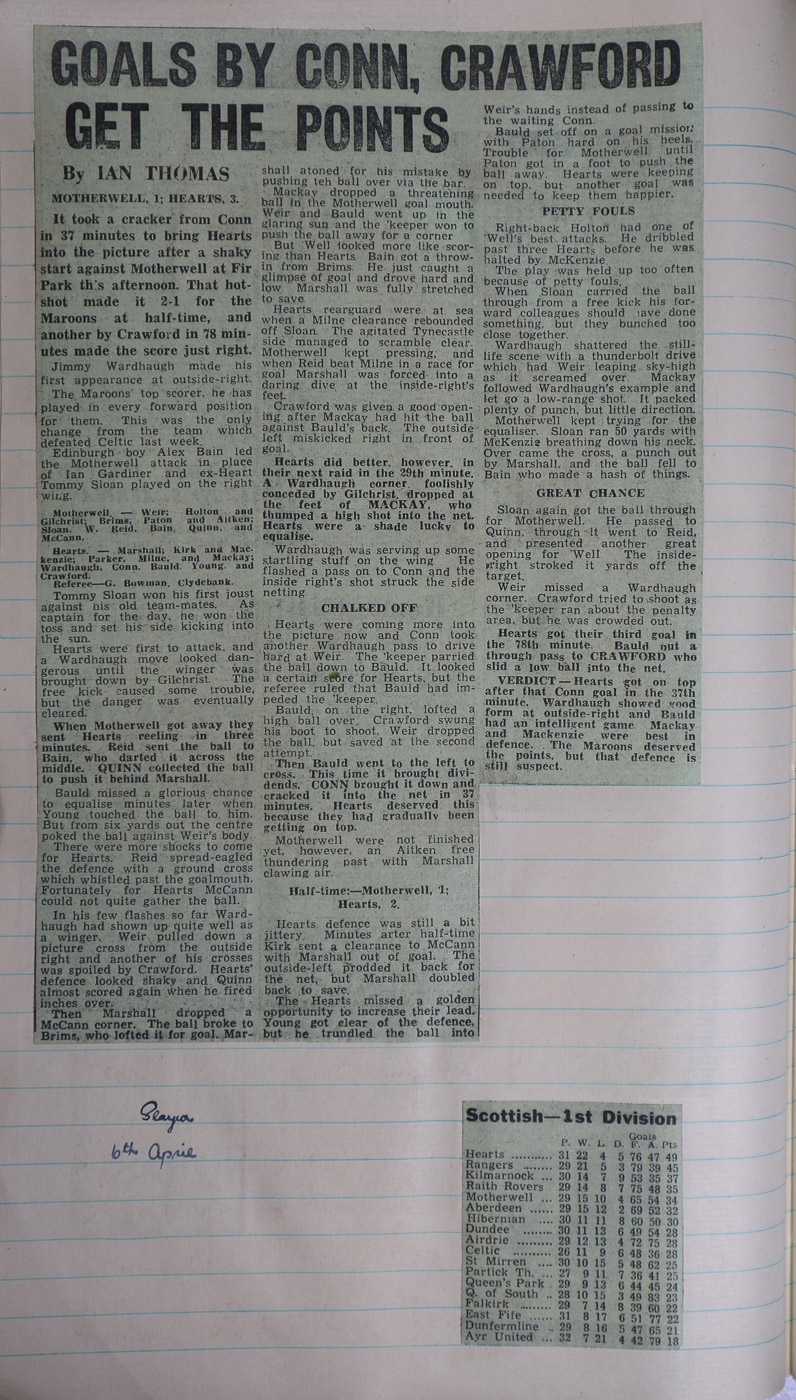 GOALS BY CONN, CRAWFORD
GET THE POINTS
By IAN THOMAS
MOTHERWELL, 1; HEARTS, 3.
It took a cracker from Conn
in 37 minutes to bring Hearts
into the picture after a shaky
start against Motherwell at Fir
Park th's afternoon. That hot-
shot made it 2-1 for the
Maroons at half-time, and
another by Crawford in 78 min-
utes made the score just right.
Jimmy Wardhaugh made his
first appearance at outside-right.
The Maroons' top scorer, he has
played in every forward position
for them. This was the only
change from the team which
defeated Celtic last week.
Edinburgh boy Alex Bain led
the Motherwell attack in place
of Ian Gardiner and ex-Heart
Tommy Sloan played on the right
wing.
Motherwell. — Weir; Holton and
Gilchrist; Brims, Paton and Aitken;
Sloan, W. Reid, Bain, Quinn, and
McCann.
Hearts. — Marshall; Kirk and Mac-
kenzie; Parker, Milne, and Mackay;
Wardhaugh, Conn, Bauld, Young, and
Crawford.
Referee—G. Bowman, Clydebank.
Tommy Sloan won his first joust
against his old team-mates. As
captain for the day, he won the
toss and set his side kicking into
the sun.
Hearts were first to attack, and
a Wardhaugh move looked dan-
gerous until the winger was
brought down by Gilchrist. The
free kick caused some trouble,
but the danger was eventually
cleared.
When Motherwell got away they
sent Hearts reeling in three
minutes. Reid sent the ball to
Bain, who darted it across the
middle. QUINN collected the ball
to push it behind Marshall.
Bauld missed a glorious chance
to equalise minutes later when
Young touched the ball to him.
But from six yards out the centre
poked the ball against Weir's body.
There were more shocks to come
for Hearts. Reid spread-eagled
the defence with a ground cross
which whistled past the goalmouth.
Fortunately for Hearts McCann
could not quite gather the ball.
In his few flashes so far Ward-
haugh had shown up quite well as
a winger. Weir pulled down a
picture cross from the outside
right and another of his crosses
was spoiled by Crawford. Hearts'
defence looked shaky and Quinn
almost scored again when he fired
inches over.
Then Marshall dropped a
McCann corner. The ball broke to
Brims, who lofted it for goal. Mar-
shall atoned for his mistake by
pushing teh ball over via the bar.
Mackay dropped a threatening
ball in the Motherwell goal mouth.
Weir and Bauld went up in the
glaring sun and the 'keeper won to
push the ball away for a corner
But 'Well looked more like scor-
ing than Hearts Bain got a throw-
in from Brims. He just caught a
glimpse of goal and drove hard and
low. Marshall was fully stretched
to save.
Hearts rearguard were at sea
when a Milne clearance rebounded
off Sloan. The agitated Tynecastle
side managed to scramble clear.
Motherwell kept pressing, and
when Reid beat Milne in a race for
goal Marshall was forced into a
daring dive at the inside-right's
feet.
Crawford was given a good open-
ing after Mackay had hit the ball
against Bauld's back. The outside
left miskicked right in front of
goal.
Hearts did better, however, in
their next raid in the 29th minute.
A Wardhaugh corner, foolishly
conceded by Gilchrist, dropped at
the feet of MACKAY, who
thumped a high shot into the net.
Hearts were a shade lucky to
equalise.
Wardhaugh was serving up some
startling stuff on the wing He
flashed a pass on to Conn and the
inside right's shot struck the side
netting.
CHALKED OFF
Hearts were coming more into
the picture now and Conn took
another Wardhaugh pass to drive
hard at Weir. The 'keeper parried
the ball down to Bauld. It looked
a certain score for Hearts, but the
referee ruled that Bauld had im-
peded the 'keeper.
Bauld, on the right, lofted a
high ball over. Crawford swung
his boot to shoot. Weir dropped
the ball, but saved at the second
attempt.
Then Bauld went to the left to
cross. This time it brought divi-
dends. CONN brought it down and
cracked it into the net in 37
minutes. Hearts deserved this
because they had gradually been
getting on top.
Motherwell were not finished
yet, however, an Aitken free
thundering past with Marshall
clawing air.
Half-time:—Motherwell, 1;
Hearts, 2.
Hearts defence was still a bit
jittery. Minutes arter half-time
Kirk sent a clearance to McCann
with Marshall out of goal. The
outside-left prodded it back for
the net, but Marshall doubled
back to save.
The Hearts missed a golden
opportunity to increase their lead.
Young got clear of the defence,
but he trundled the ball into
Weir's hands instead of passing to
the waiting Conn.
Bauld set off on a goal mission
with Paton hard on his heels.
Trouble for Motherwell until
Paton got in a foot to push the
ball away. Hearts were keeping
on top, but another goal was
needed to keep them happier.
PETTY FOULS
Right-back Holton had one of
'Well's best attacks. He dribbled
past three Hearts before he was
halted by McKenzie
The play was held up too often
because of petty fouls.
When Sloan carried the ball
through from a free kick his for-
ward colleagues should have done
something, but they bunched too
close together.
Wardhaugh shattered the still-
life scene with a thunderbolt drive
which had Weir leaping sky-high
as it screamed over. Mackay
followed Wardhaugh's example and
let go a low-range shot. It packed
plenty of punch, but little direction.
Motherwell kept trying for the
equaliser. Sloan ran 50 yards with
McKenzie breathing down his neck.
Over came the cross, a punch out
by Marshall, and the ball fell to
Bain who made a hash of things.
GREAT CHANCE
Sloan again got the ball through
for Motherwell. He passed to
Quinn, through it went to Reid,
and presented another great
opening for 'Well The inside-
right stroked it yards off the
target.
Weir missed a Wardhaugh
corner. Crawford tried to shoot as
the 'keeper ran about the penalty
area, but he was crowded out.
Hearts got their third goal in
the 78th minute. Bauld put a
through pass to CRAWFORD who
slid a low ball into the net.
VERDICT—Hearts got on top
after that Conn goal in the 37th
minute. Wardhaugh showed good
form at outside-right and Bauld
had an intelligent game. Mackay
and Mackenzie were best in
defence. The Maroons deserved
the points, but that defence is
still suspect.
Played
6th April
Scottish—1st Division
Goals
P. W. L. D. F. A. Pts
Hearts ........... 31 22 4 5 76 47 49
Rangers ........ 29 21 5 3 79 39 45
Kilmarnock ... 30 14 7 9 53 35 37
Raith Rovers 29 14 8 7 75 48 35
Motherwell ... 29 15 10 4 65 54 34
Aberdeen ...... 29 15 12 2 69 52 32
Hibernian .... 30 11 11 8 60 50 30
Dundee ........ 30 11 13 6 49 54 28
Airdrie ......... 29 12 13 4 72 75 28
Celtic .......... 26 11 9 6 48 36 28
St Mirren .... 30 10 15 5 48 62 25
Partick Th. ... 27 9 11 7 36 41 25
Queen's Park . 29 9 13 6 44 45 24
Q. of South .. 28 10 15 3 49 83 23
Falkirk ......... 29 7 14 8 39 60 22
East Fife ...... 31 8 17 6 51 77 22
Dunfermline .. 29 8 16 5 47 65 21
Ayr United ... 32 7 21 4 42 79 18